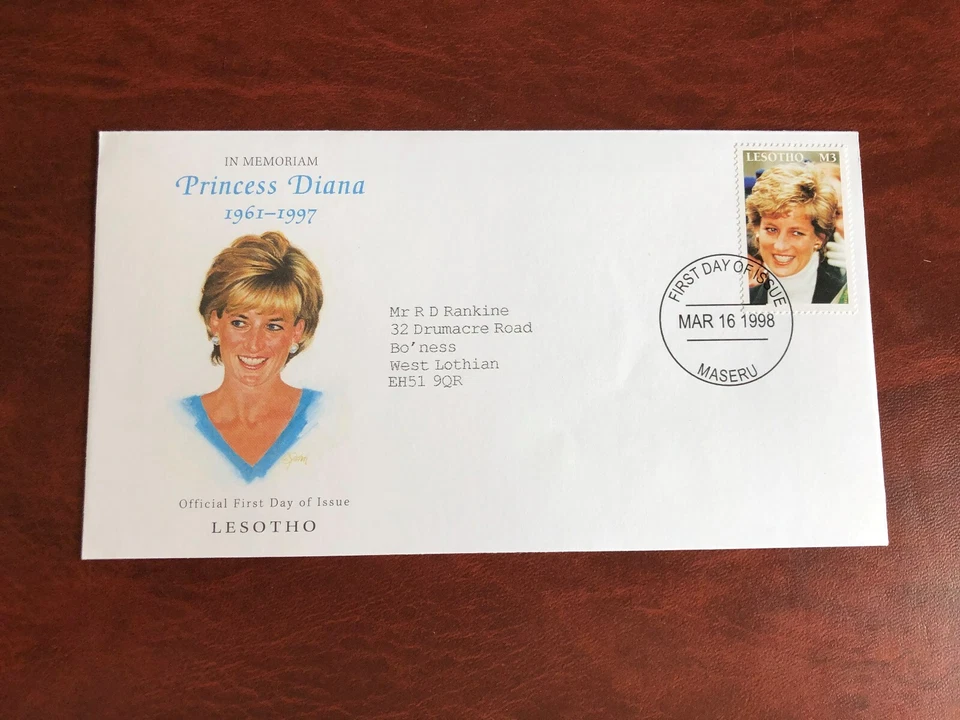 IN MEMORIAM
Princess Diana
1961–1997
Official First Day of Issue
LESOTHO
Mr R D Rankine
32 Drumacre Road
Bo'ness
West Lothian
EH51 9QR
LESOTHO M3
FIRST DAY OF ISSUE
MAR 16 1998
MASERU